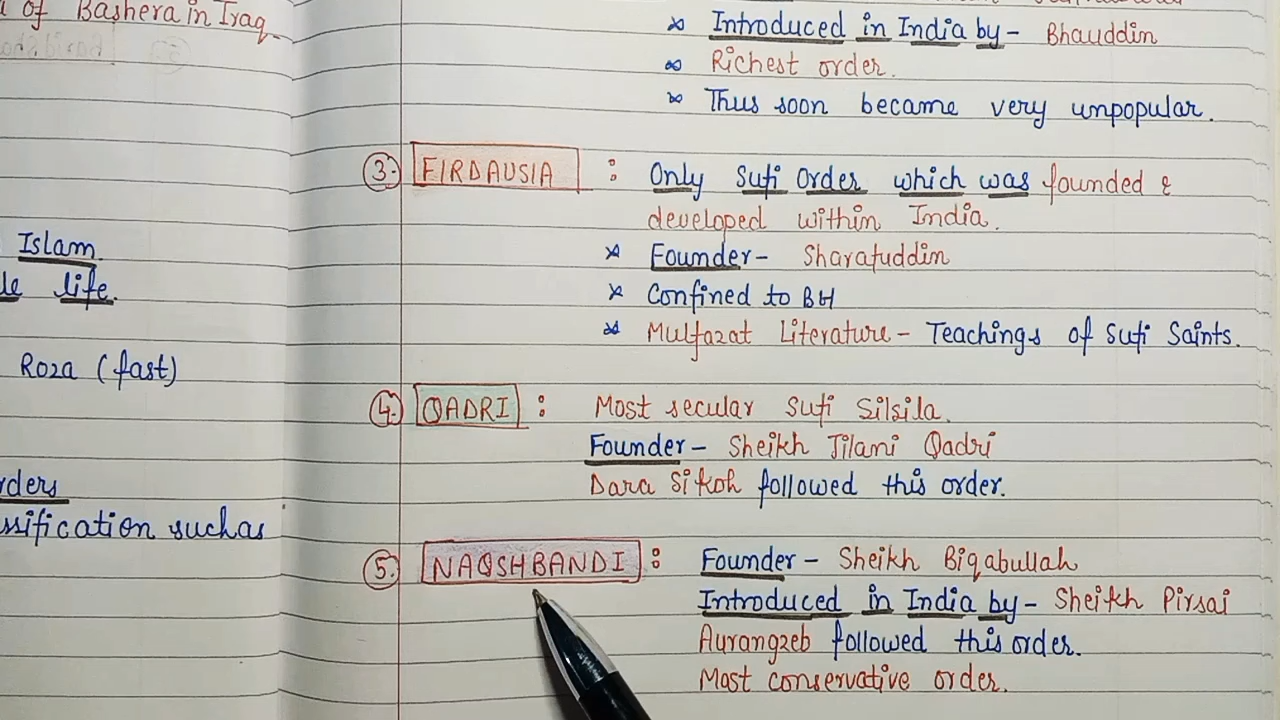 of Bashera in Iraq
Islam
life.
Roza (fast)
ssification such as
* Introduced in India by - Bhauddin
* Richest order.
* Thus soon became very unpopular.
3. FIRDAUSIA : Only Sufi Order which was founded &
developed within India.
* Founder - Sharafuddin
* Confined to BH
* Mulfazat Literature - Teachings of Sufi Saints.
4. QADRI : Most secular Sufi Silsila.
Founder - Sheikh Jilani Qadri
Dara Sikoh followed this order.
5. NAQSHBANDI : Founder - Sheikh Biqabullah
Introduced in India by - Sheikh Pirsai
Aurangzeb followed this order.
Most conservative order.